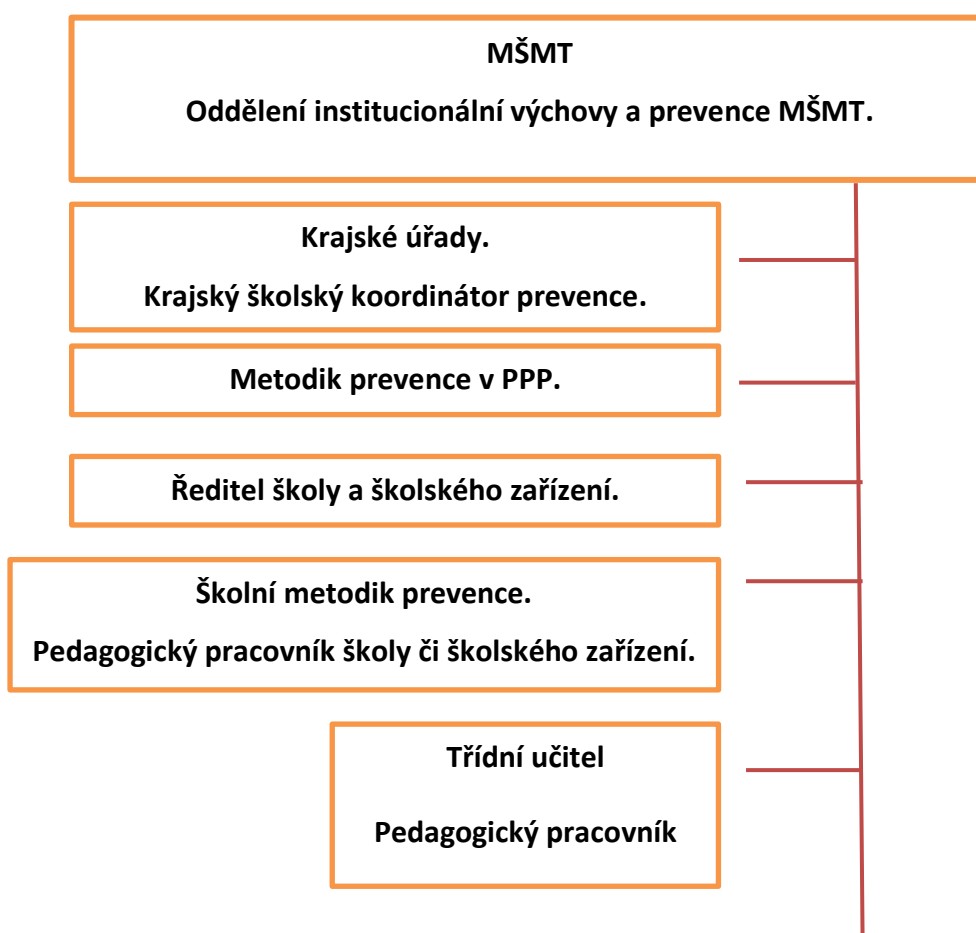 MŠMT
Oddělení institucionální výchovy a prevence MŠMT.
Krajské úřady.
Krajský školský koordinátor prevence.
Metodik prevence v PPP.
Ředitel školy a školského zařízení.
Školní metodik prevence.
Pedagogický pracovník školy či školského zařízení.
Třídní učitel
Pedagogický pracovník